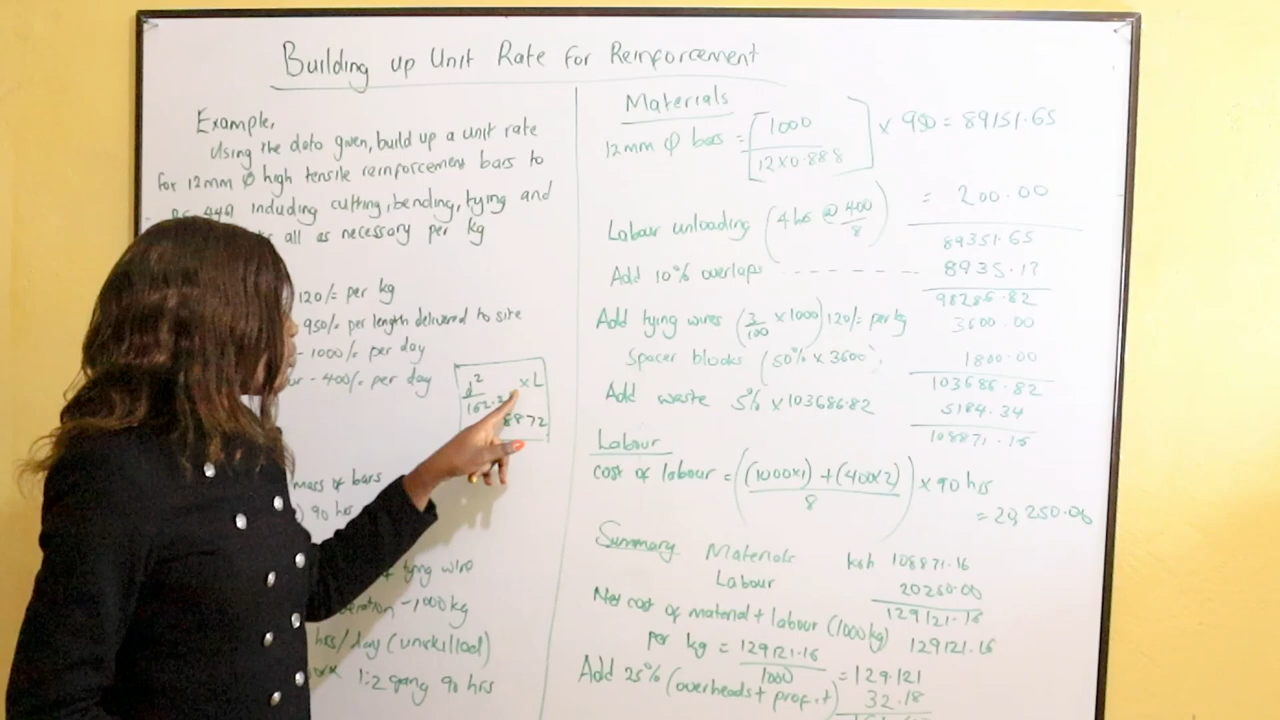 Building up Unit Rate for Reinforcement
Example,
Using the data given, build up a unit rate
for 12mm Ø high tensile reinforcement bars to
BS 4449 including cutting, bending, tying and
all as necessary per kg
120/= per kg
950/= per length delivered to site
- 1000/= per day
- 400/= per day
d²
162.2
× L
8872
mass of bars
90 hrs
tying wire
- 1000 kg
hrs/day (unskilled)
1:2 gang 90 hrs
Materials
12mm φ bars = [1000 / 12×0.888] × 950 = 89151.65
Labour unloading (4hs @ 400/8) = 200.00
89351.65
Add 10% overlaps - - - - - - - - 8935.17
98286.82
Add tying wires (3/100 × 1000) 120/= per kg 3600.00
Spacer blocks (50% × 3600) 1800.00
103686.82
Add waste 5% × 103686.82 5184.34
108871.16
Labour
Cost of labour = ((1000×1) + (400×2) / 8) × 90 hrs
= 20,250.00
Summary Materials ksh 108871.16
Labour 20250.00
129121.16
Net cost of material + labour (1000kg) 129121.16
per kg = 129121.16 / 1000 = 129.121
Add 25% (overheads + profit) 32.18